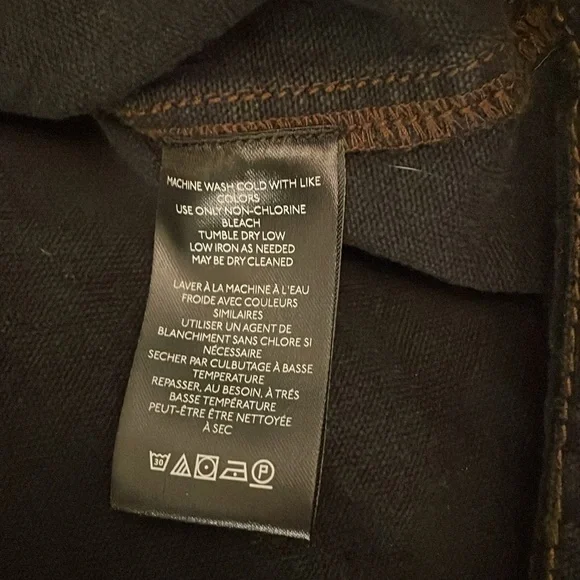 MACHINE WASH COLD WITH LIKE
COLORS
USE ONLY NON-CHLORINE
BLEACH
TUMBLE DRY LOW
LOW IRON AS NEEDED
MAY BE DRY CLEANED
LAVER À LA MACHINE À L'EAU
FROIDE AVEC COULEURS
SIMILAIRES
UTILISER UN AGENT DE
BLANCHIMENT SANS CHLORE SI
NÉCESSAIRE
SECHER PAR CULBUTAGE À BASSE
TEMPERATURE
REPASSER, AU BESOIN, À TRÉS
BASSE TEMPÉRATURE
PEUT-ÊTRE ÊTRE NETTOYÉE
À SEC
30 P